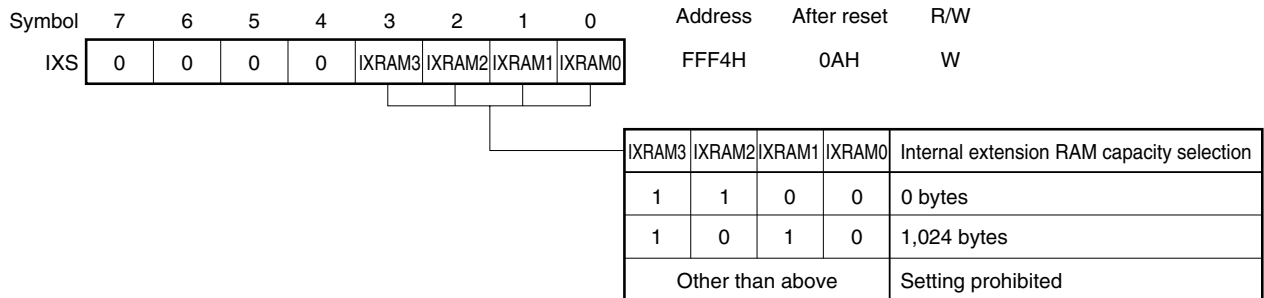 Symbol 7 6 5 4 3 2 1 0 Address After reset R/W
IXS 0 0 0 0 IXRAM3 IXRAM2 IXRAM1 IXRAM0 FFF4H 0AH W
IXRAM3 IXRAM2 IXRAM1 IXRAM0 Internal extension RAM capacity selection
1 1 0 0 0 bytes
1 0 1 0 1,024 bytes
Other than above Setting prohibited